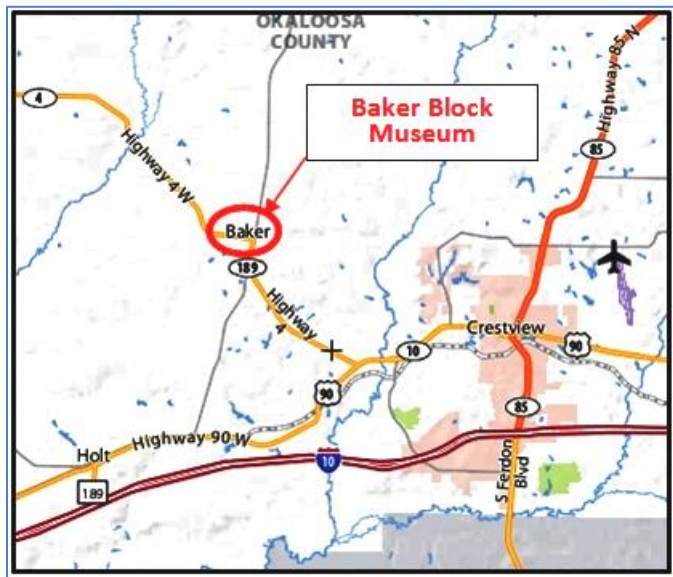 OKALOOSA
COUNTY
4
Highway 4 W
Baker Block
Museum
Highway 85 N
85
Baker
189
Highway
4
Crestview
10
90
90
90
85
Holt
Highway 90 W
10
189
S Ferdon
Blvd